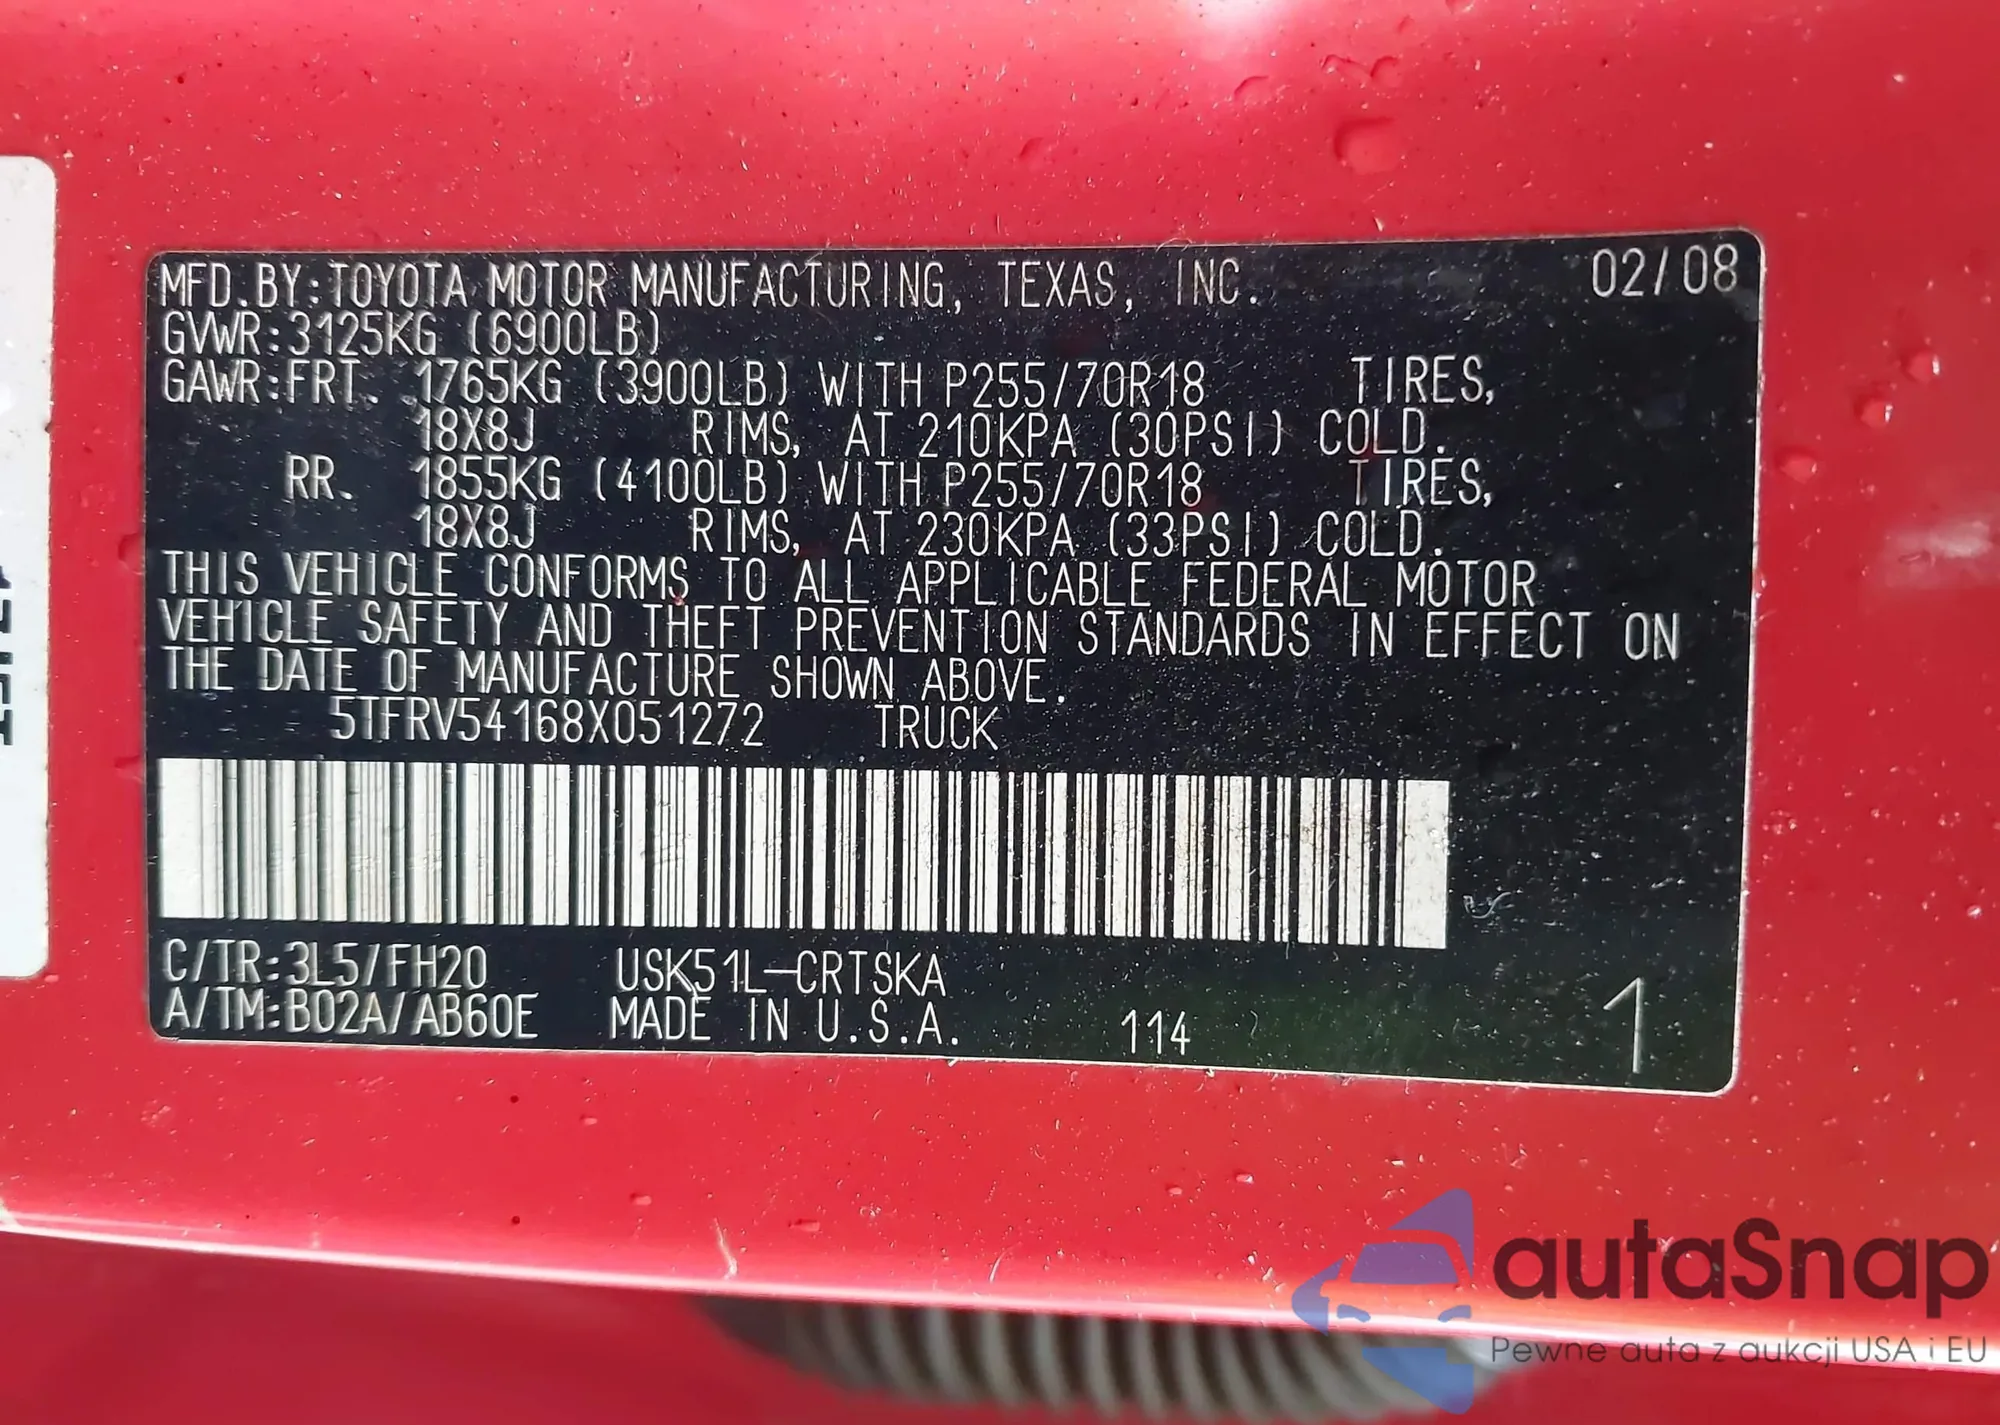 MFD.BY:TOYOTA MOTOR MANUFACTURING, TEXAS, INC. 02/08
GVWR:3125KG (6900LB)
GAWR:FRT. 1765KG (3900LB) WITH P255/70R18 TIRES,
18X8J RIMS, AT 210KPA (30PSI) COLD.
RR. 1855KG (4100LB) WITH P255/70R18 TIRES,
18X8J RIMS, AT 230KPA (33PSI) COLD.
THIS VEHICLE CONFORMS TO ALL APPLICABLE FEDERAL MOTOR
VEHICLE SAFETY AND THEFT PREVENTION STANDARDS IN EFFECT ON
THE DATE OF MANUFACTURE SHOWN ABOVE.
5TFRV54168X051272 TRUCK
C/TR:3L5/FH20 USK51L-CRTSKA
A/TM:B02A/AB60E MADE IN U.S.A. 114 1
autaSnap
Pewne auta z aukcji USA i EU